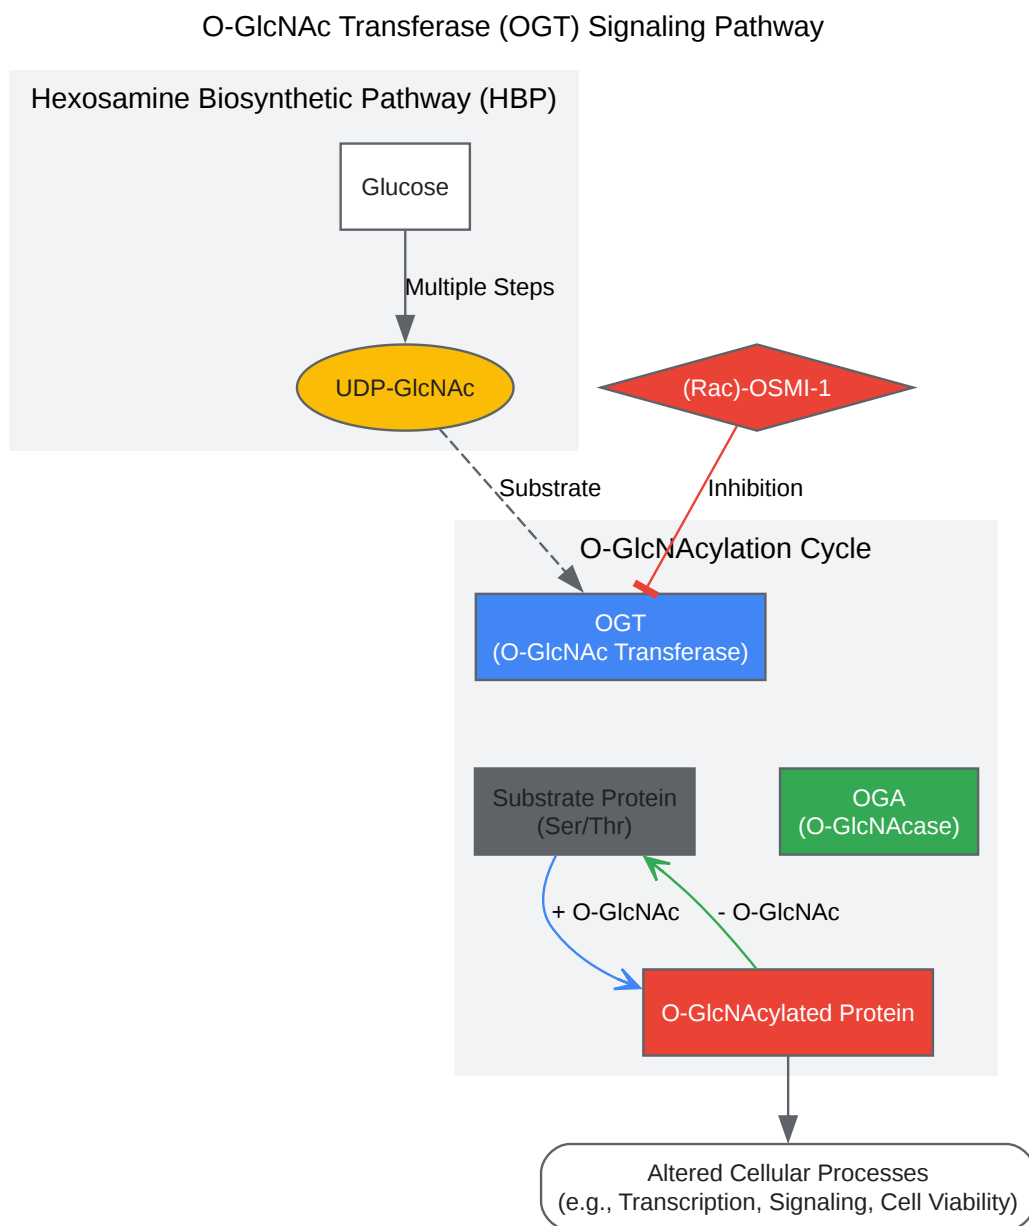 O-GlcNAc Transferase (OGT) Signaling Pathway
Hexosamine Biosynthetic Pathway (HBP)
Glucose
Multiple Steps
UDP-GlcNAc
(Rac)-OSMI-1
Substrate
Inhibition
O-GlcNAcylation Cycle
OGT
(O-GlcNAc Transferase)
Substrate Protein
(Ser/Thr)
OGA
(O-GlcNAcase)
+ O-GlcNAc
- O-GlcNAc
O-GlcNAcylated Protein
Altered Cellular Processes
(e.g., Transcription, Signaling, Cell Viability)